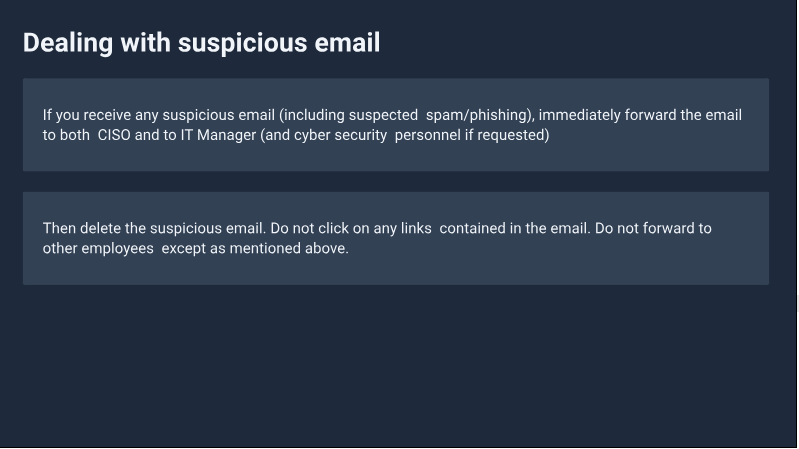 Dealing with suspicious email
If you receive any suspicious email (including suspected  spam/phishing), immediately forward the email
to both  CISO and to IT Manager (and cyber security  personnel if requested)
Then delete the suspicious email. Do not click on any links  contained in the email. Do not forward to
other employees  except as mentioned above.